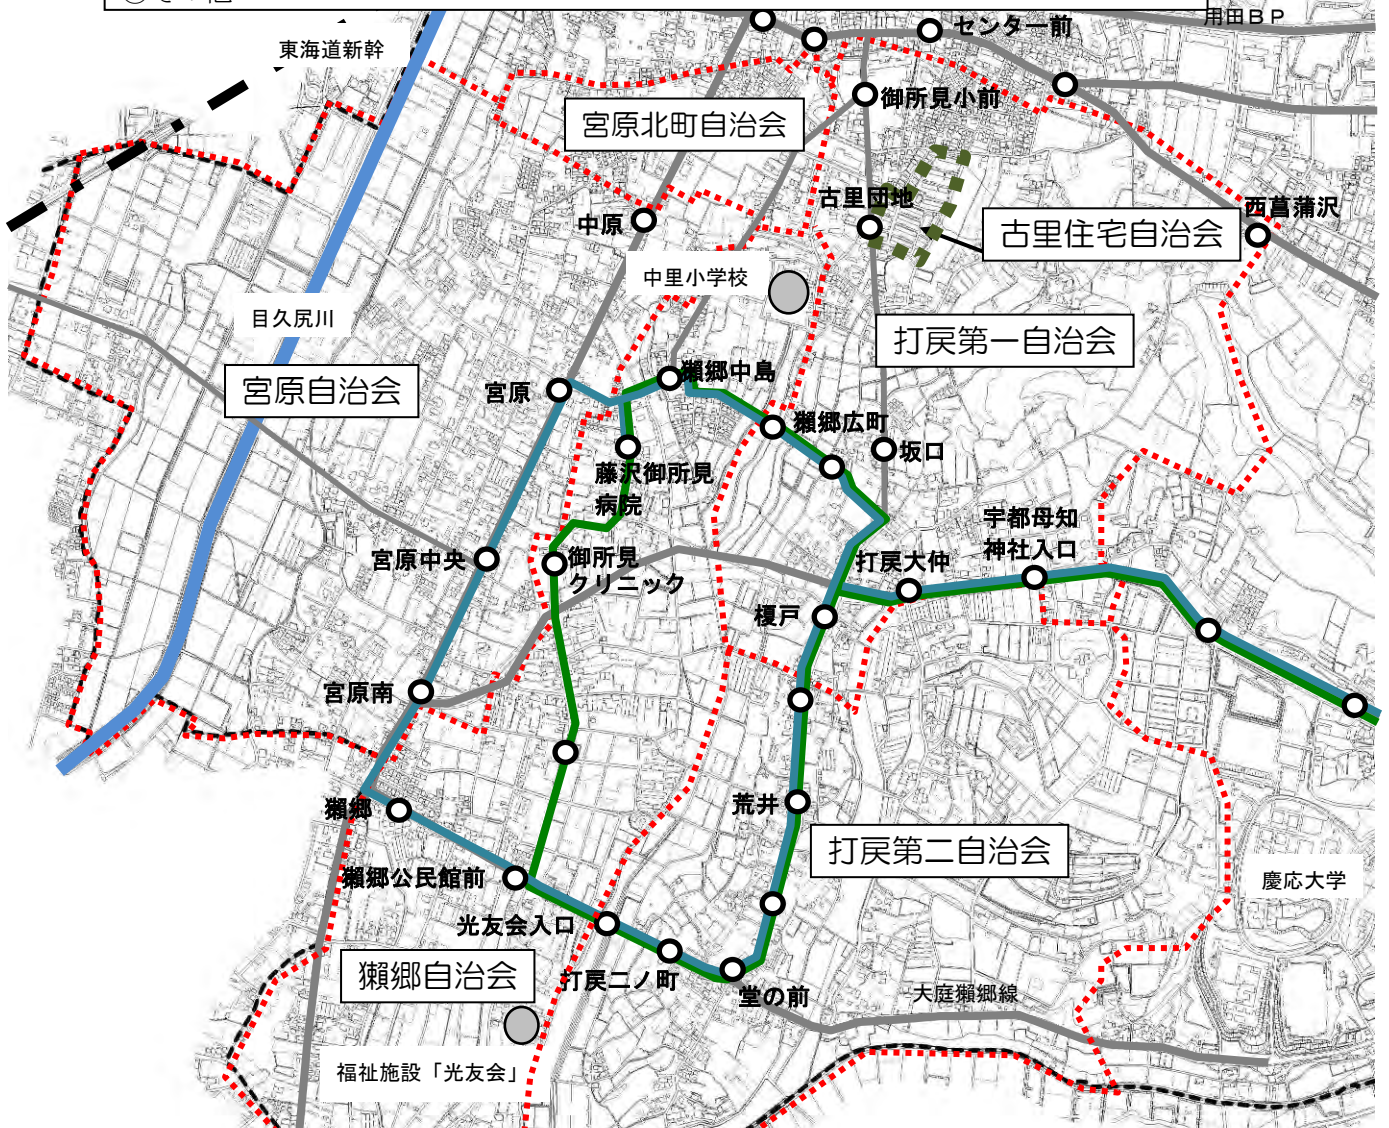 用田ＢＰ
東海道新幹
センター前
御所見小前
宮原北町自治会
古里団地
中原
西菖蒲沢
古里住宅自治会
中里小学校
目久尻川
打戻第一自治会
宮原自治会
宮原
獺郷中島
獺郷広町
坂口
藤沢御所見
病院
宇都母知
神社入口
宮原中央
御所見
クリニック
打戻大仲
榎戸
宮原南
獺郷
荒井
打戻第二自治会
獺郷公民館前
慶応大学
光友会入口
獺郷自治会
打戻二ノ町
堂の前
大庭獺郷線
福祉施設「光友会」